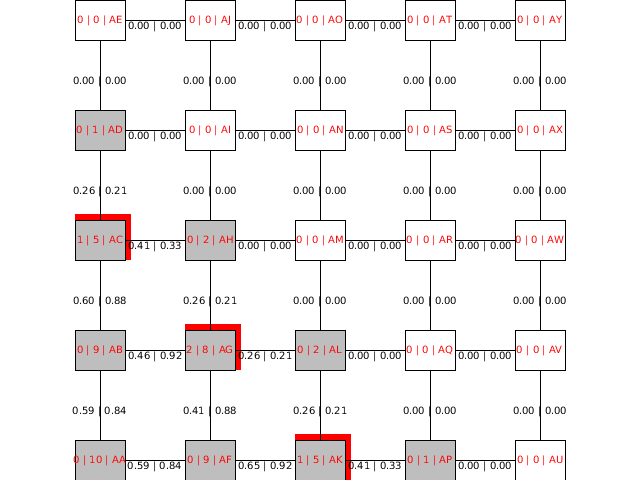 0 | 0 | AE 0.00 | 0.00 0 | 0 | AJ 0.00 | 0.00 0 | 0 | AO 0.00 | 0.00 0 | 0 | AT 0.00 | 0.00 0 | 0 | AY
0.00 | 0.00 0.00 | 0.00 0.00 | 0.00 0.00 | 0.00 0.00 | 0.00
0 | 1 | AD 0.00 | 0.00 0 | 0 | AI 0.00 | 0.00 0 | 0 | AN 0.00 | 0.00 0 | 0 | AS 0.00 | 0.00 0 | 0 | AX
0.26 | 0.21 0.00 | 0.00 0.00 | 0.00 0.00 | 0.00 0.00 | 0.00
1 | 5 | AC 0.41 | 0.33 0 | 2 | AH 0.00 | 0.00 0 | 0 | AM 0.00 | 0.00 0 | 0 | AR 0.00 | 0.00 0 | 0 | AW
0.60 | 0.88 0.26 | 0.21 0.00 | 0.00 0.00 | 0.00 0.00 | 0.00
0 | 9 | AB 0.46 | 0.92 2 | 8 | AG 0.26 | 0.21 0 | 2 | AL 0.00 | 0.00 0 | 0 | AQ 0.00 | 0.00 0 | 0 | AV
0.59 | 0.84 0.41 | 0.88 0.26 | 0.21 0.00 | 0.00 0.00 | 0.00
0 | 10 | AA 0.59 | 0.84 0 | 9 | AF 0.65 | 0.92 1 | 5 | AK 0.41 | 0.33 0 | 1 | AP 0.00 | 0.00 0 | 0 | AU